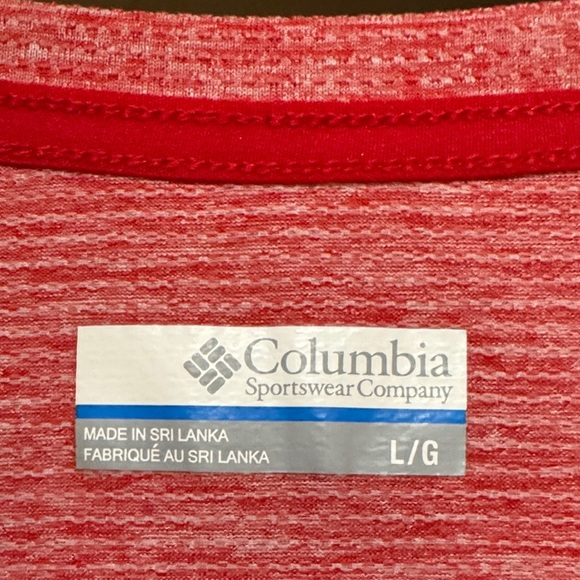 Columbia
Sportswear Company
MADE IN SRI LANKA
FABRIQUÉ AU SRI LANKA
L/G